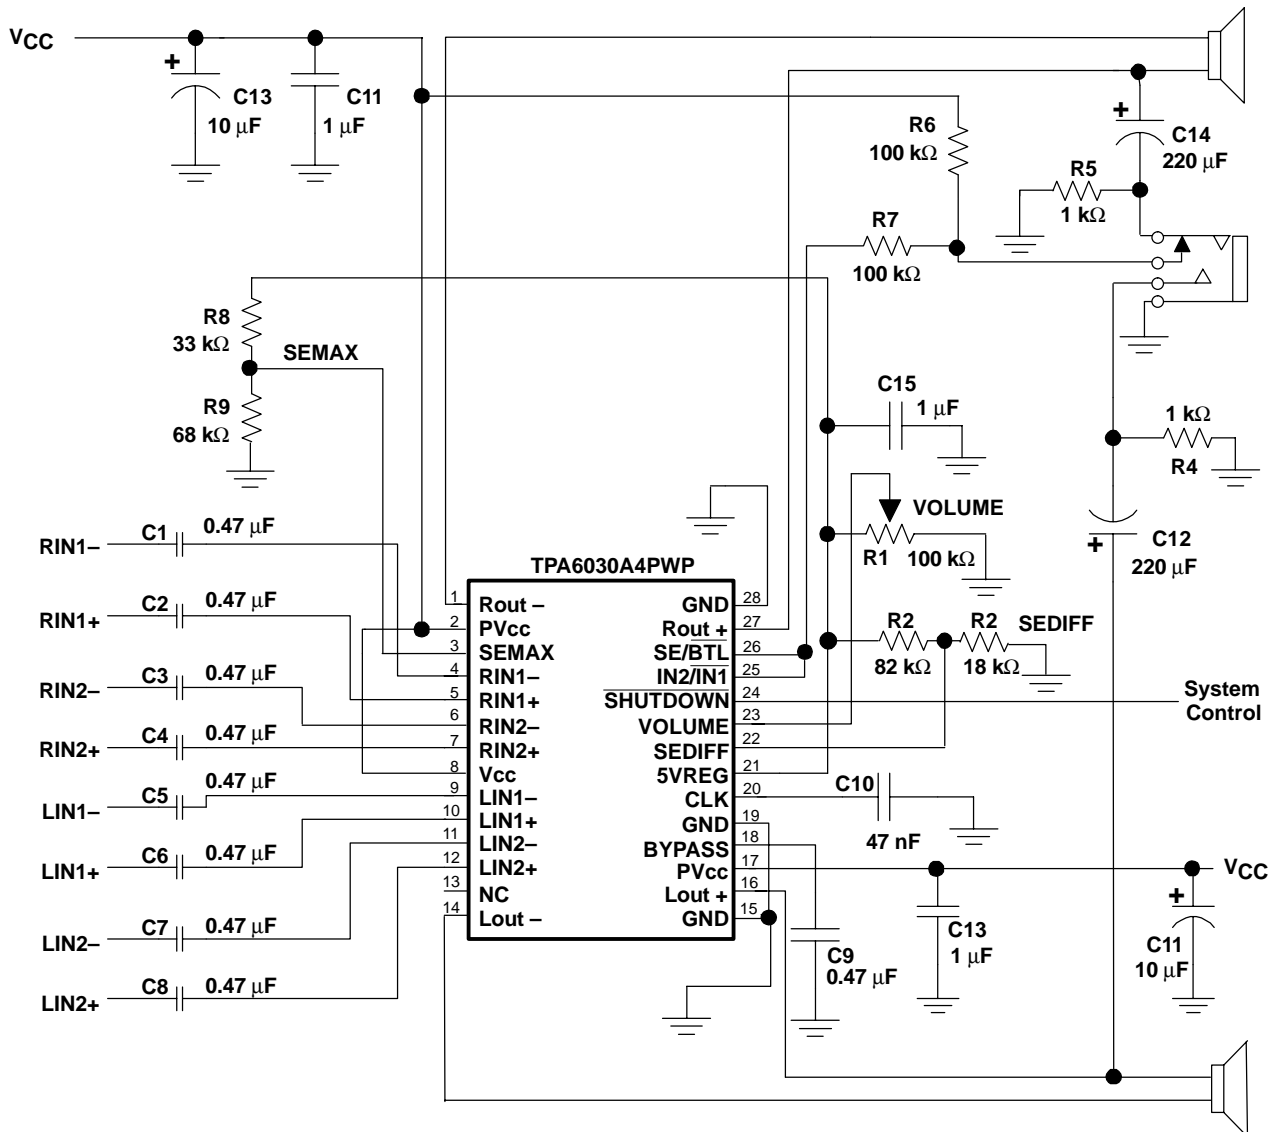 VCC
C13
10 µF
C11
1 µF
R6
100 kΩ
C14
220 µF
R5
1 kΩ
R7
100 kΩ
R8
33 kΩ
SEMAX
R9
68 kΩ
C15
1 µF
1 kΩ
R4
VOLUME
R1
100 kΩ
C12
220 µF
RIN1–
C1
0.47 µF
RIN1+
C2
0.47 µF
RIN2–
C3
0.47 µF
RIN2+
C4
0.47 µF
LIN1–
C5
0.47 µF
LIN1+
C6
0.47 µF
LIN2–
C7
0.47 µF
LIN2+
C8
0.47 µF
TPA6030A4PWP
1 Rout –
2 PVcc
3 SEMAX
4 RIN1–
5 RIN1+
6 RIN2–
7 RIN2+
8 Vcc
9 LIN1–
10 LIN1+
11 LIN2–
12 LIN2+
13 NC
14 Lout –
GND 28
Rout + 27
SE/BTL 26
IN2/IN1 25
SHUTDOWN 24
VOLUME 23
SEDIFF 22
5VREG 21
CLK 20
GND 19
BYPASS 18
PVcc 17
Lout + 16
GND 15
R2
82 kΩ
R2
18 kΩ
SEDIFF
System
Control
C10
47 nF
VCC
C9
0.47 µF
C13
1 µF
C11
10 µF